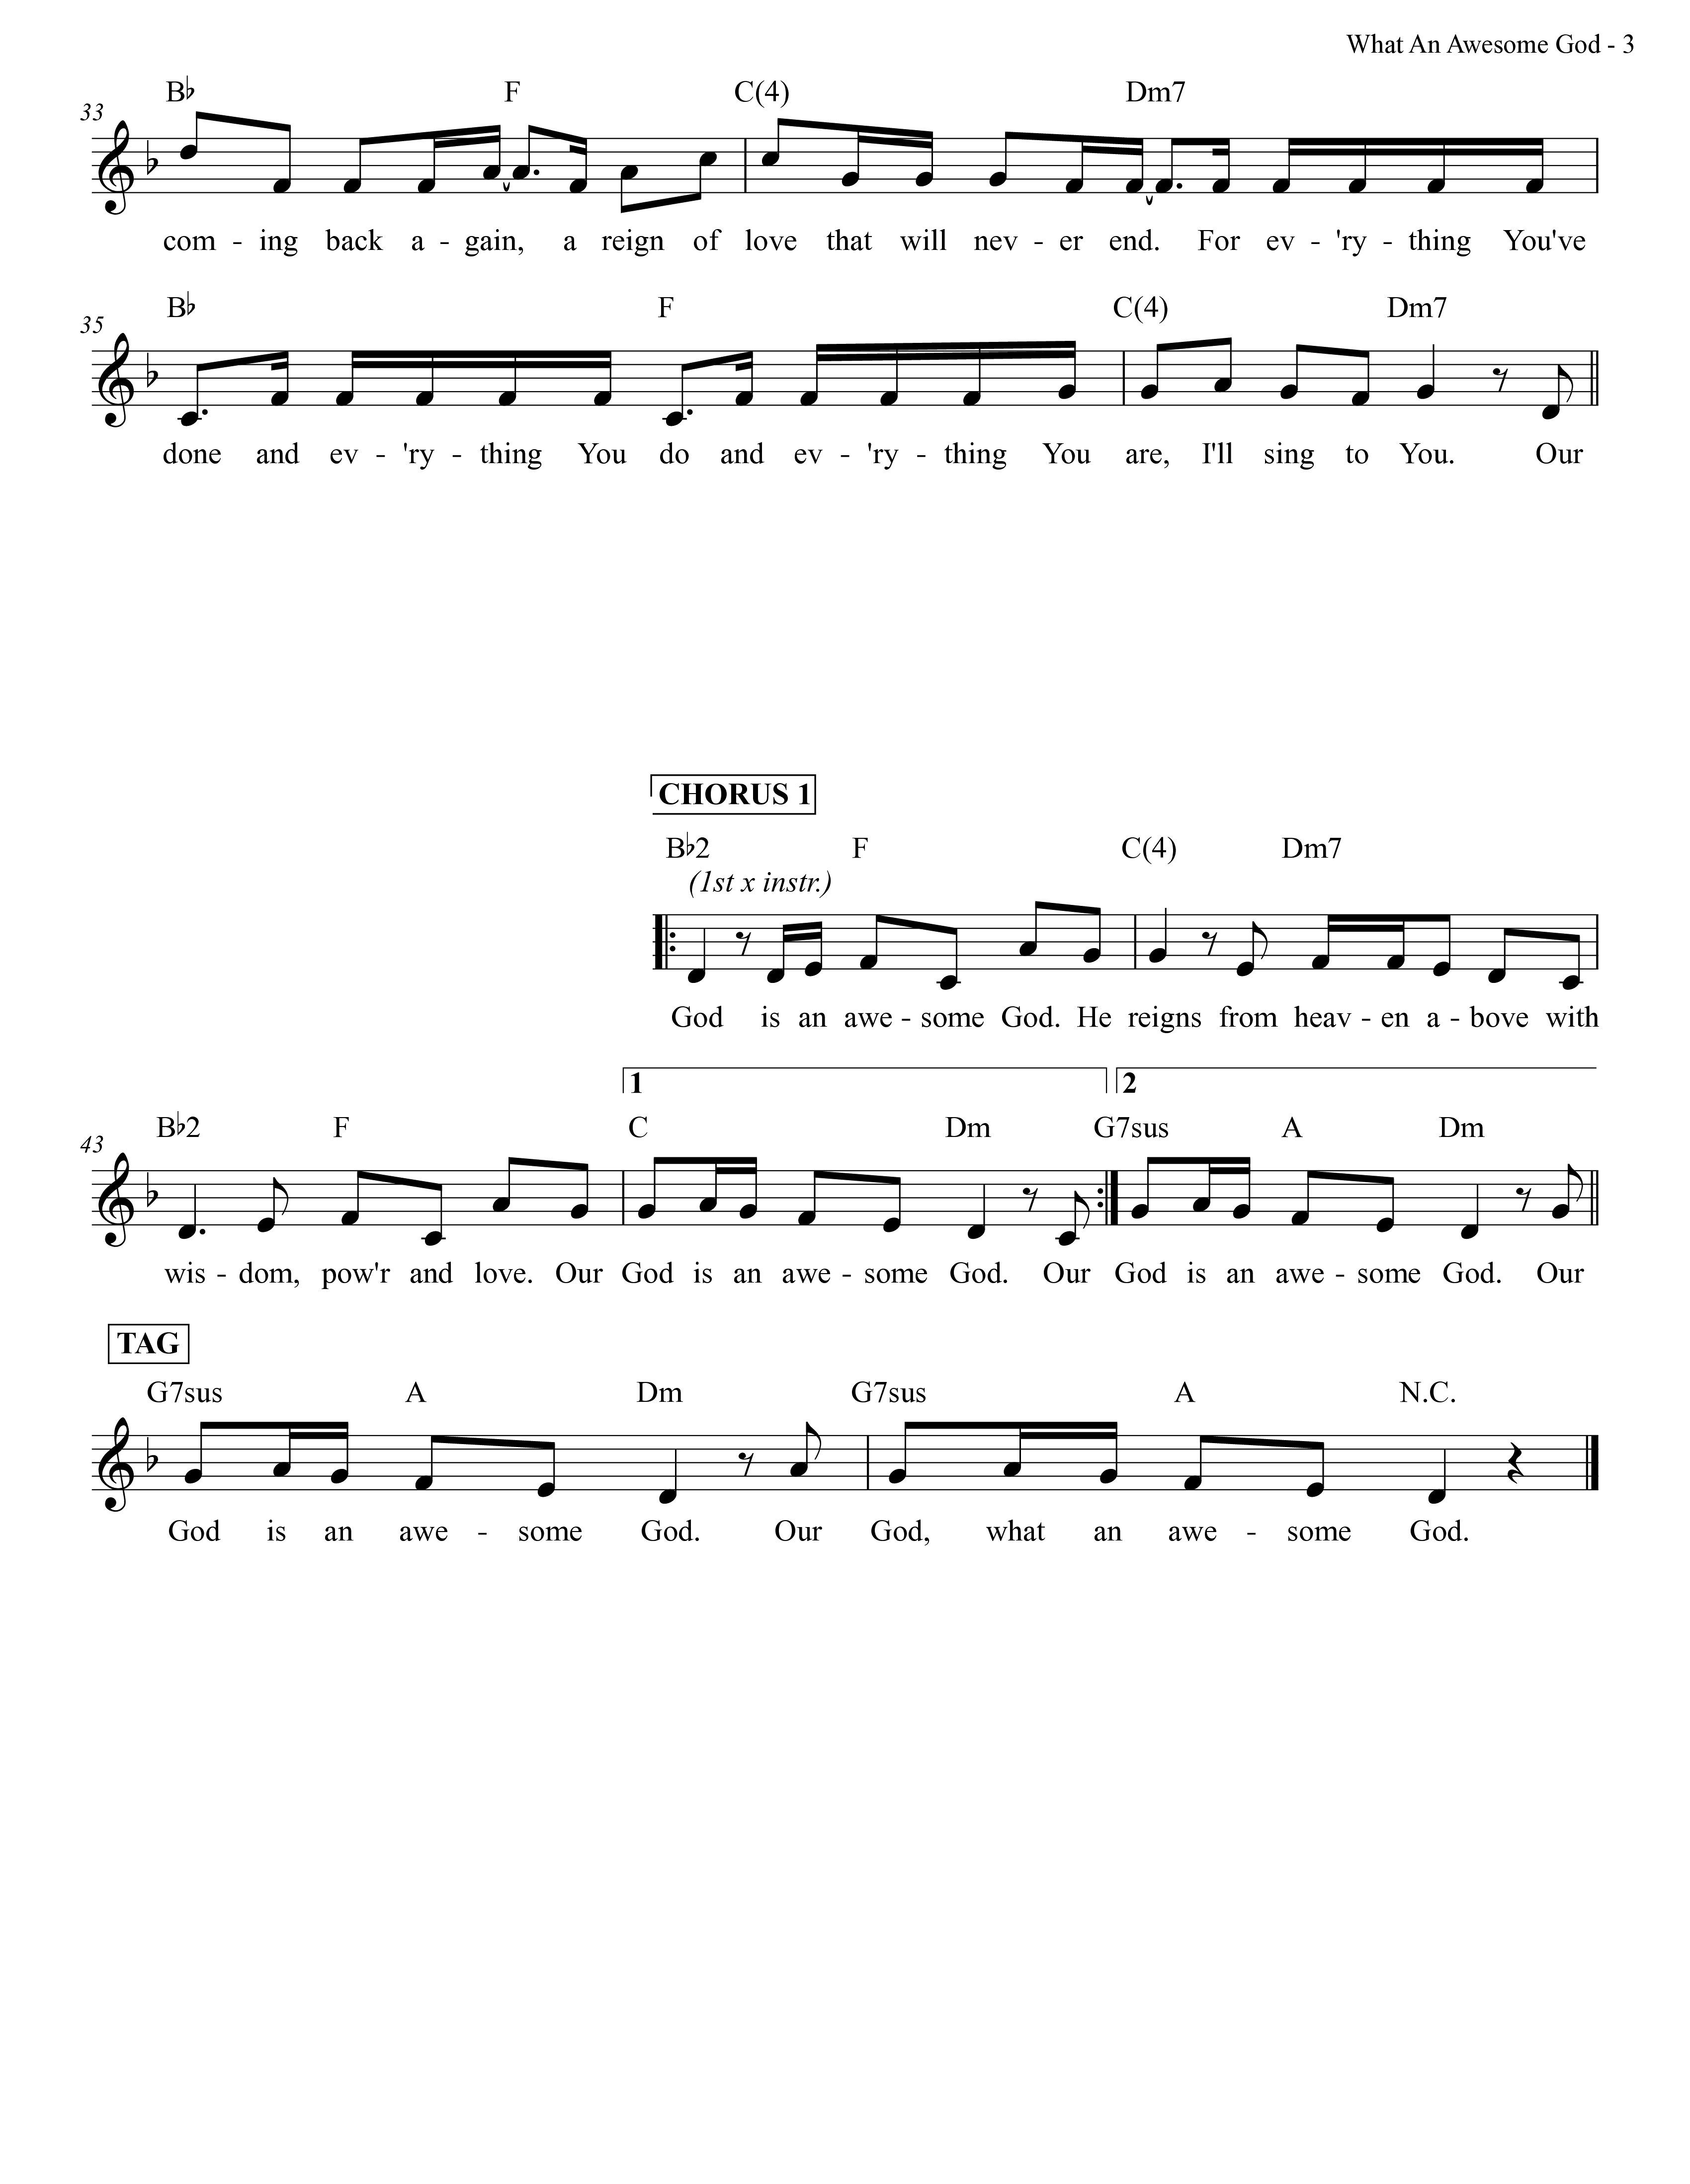 What An Awesome God - 3
B♭ F C(4) Dm7
33
com - ing back a - gain, a reign of love that will nev - er end. For ev - 'ry - thing You've
B♭ F C(4) Dm7
35
done and ev - 'ry - thing You do and ev - 'ry - thing You are, I'll sing to You. Our
CHORUS 1
B♭2 F C(4) Dm7
(1st x instr.)
God is an awe - some God. He reigns from heav - en a - bove with
1 2
B♭2 F C Dm G7sus A Dm
43
wis - dom, pow'r and love. Our God is an awe - some God. Our God is an awe - some God. Our
TAG
G7sus A Dm G7sus A N.C.
God is an awe - some God. Our God, what an awe - some God.